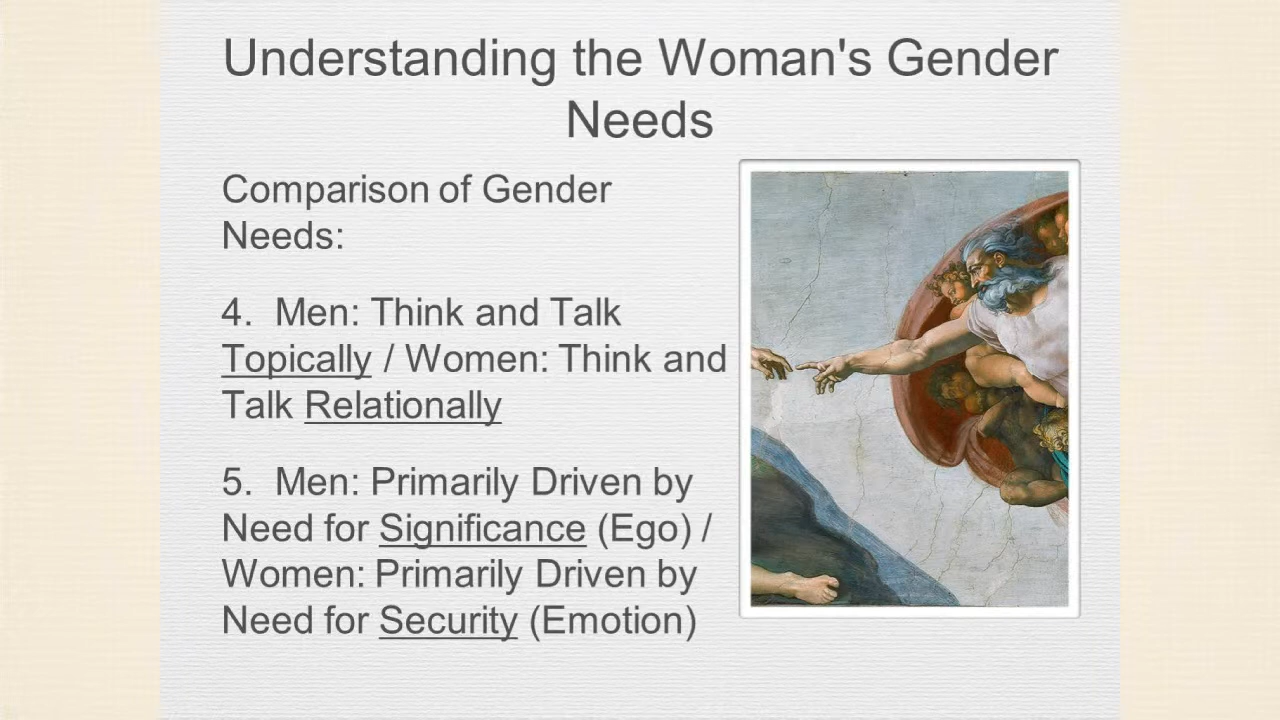 Understanding the Woman's Gender
Needs
Comparison of Gender
Needs:
4. Men: Think and Talk
Topically / Women: Think and
Talk Relationally
5. Men: Primarily Driven by
Need for Significance (Ego) /
Women: Primarily Driven by
Need for Security (Emotion)